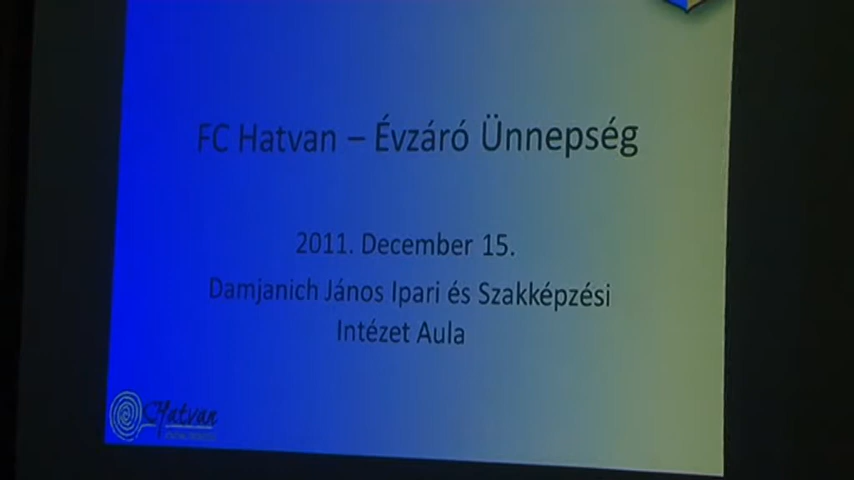 FC Hatvan – Évzáró Ünnepség
2011. December 15.
Damjanich János Ipari és Szakképzési
Intézet Aula
Hatvan